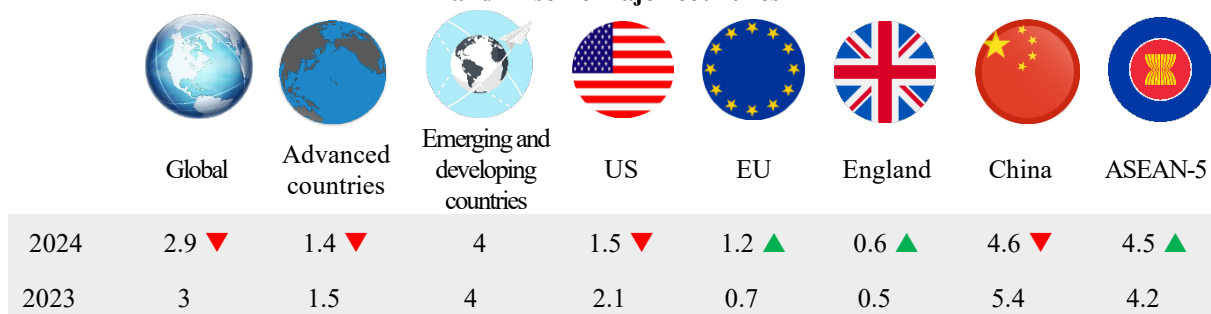 Global
Advanced
countries
Emerging and
developing
countries
US
EU
England
China
ASEAN-5
2024 2.9 ▼ 1.4 ▼ 4 1.5 ▼ 1.2 ▲ 0.6 ▲ 4.6 ▼ 4.5 ▲
2023 3 1.5 4 2.1 0.7 0.5 5.4 4.2